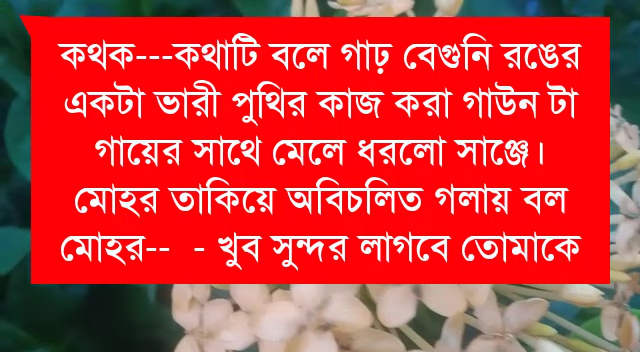 কথক---কথাটি বলে গাঢ় বেগুনি রঙের
একটা ভারী পুথির কাজ করা গাউন টা
গায়ের সাথে মেলে ধরলো সাঞ্জে।
মোহর তাকিয়ে অবিচলিত গলায় বল
মোহর-- - খুব সুন্দর লাগবে তোমাকে